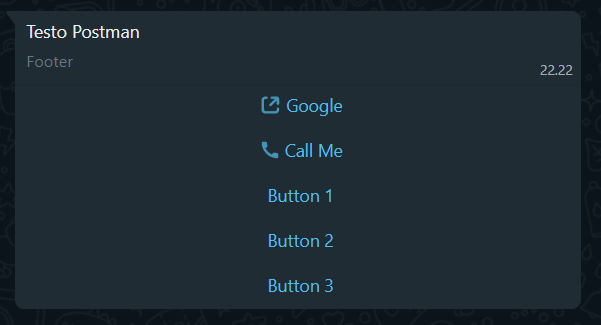 Testo Postman
Footer
22.22
Google
Call Me
Button 1
Button 2
Button 3